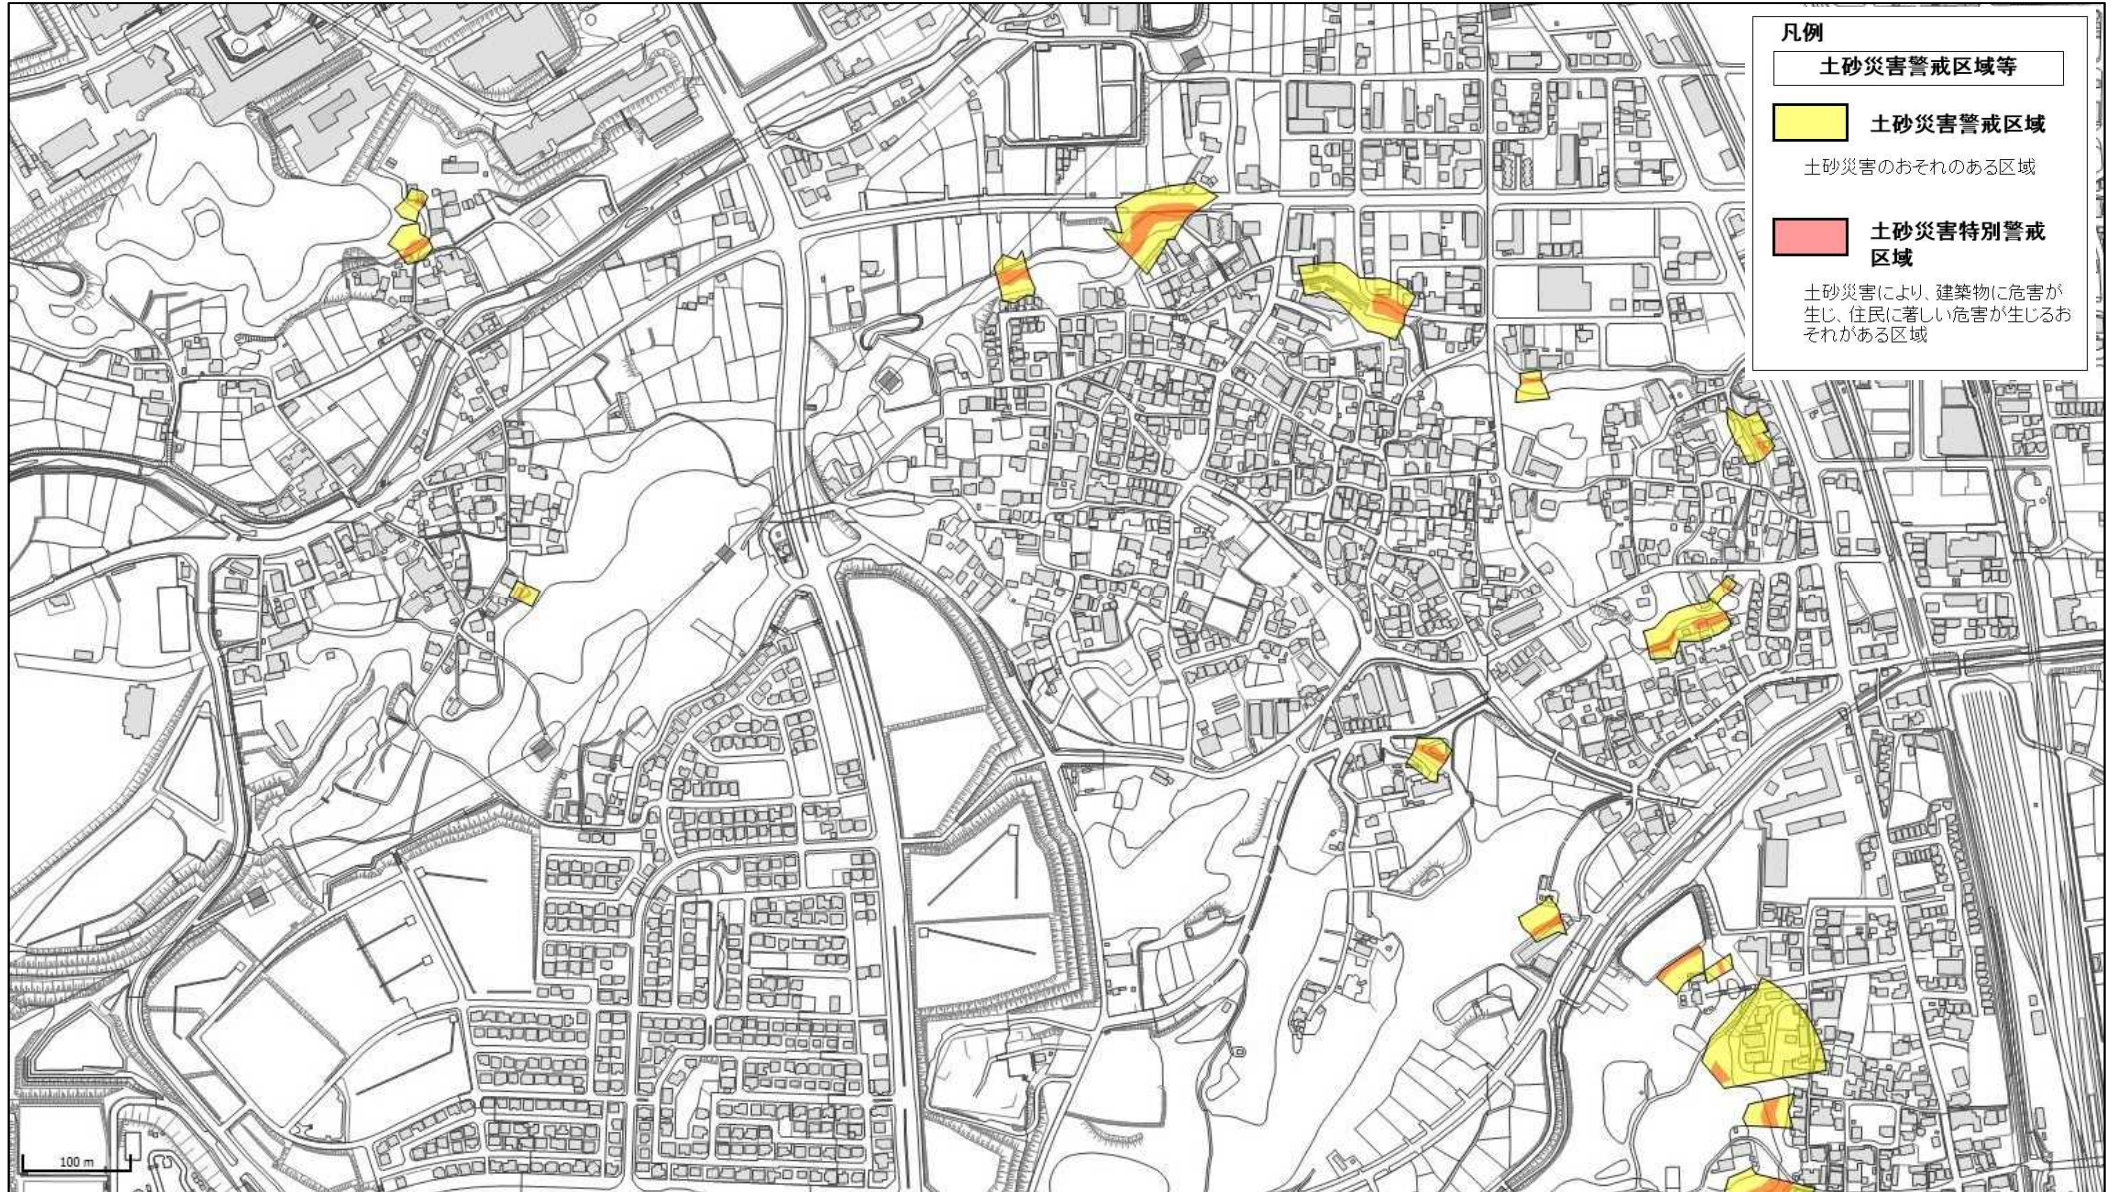 凡例
土砂災害警戒区域等
土砂災害警戒区域
土砂災害のおそれのある区域
土砂災害特別警戒
区域
土砂災害により、建築物に危害が
生じ、住民に著しい危害が生じるお
それがある区域
100 m